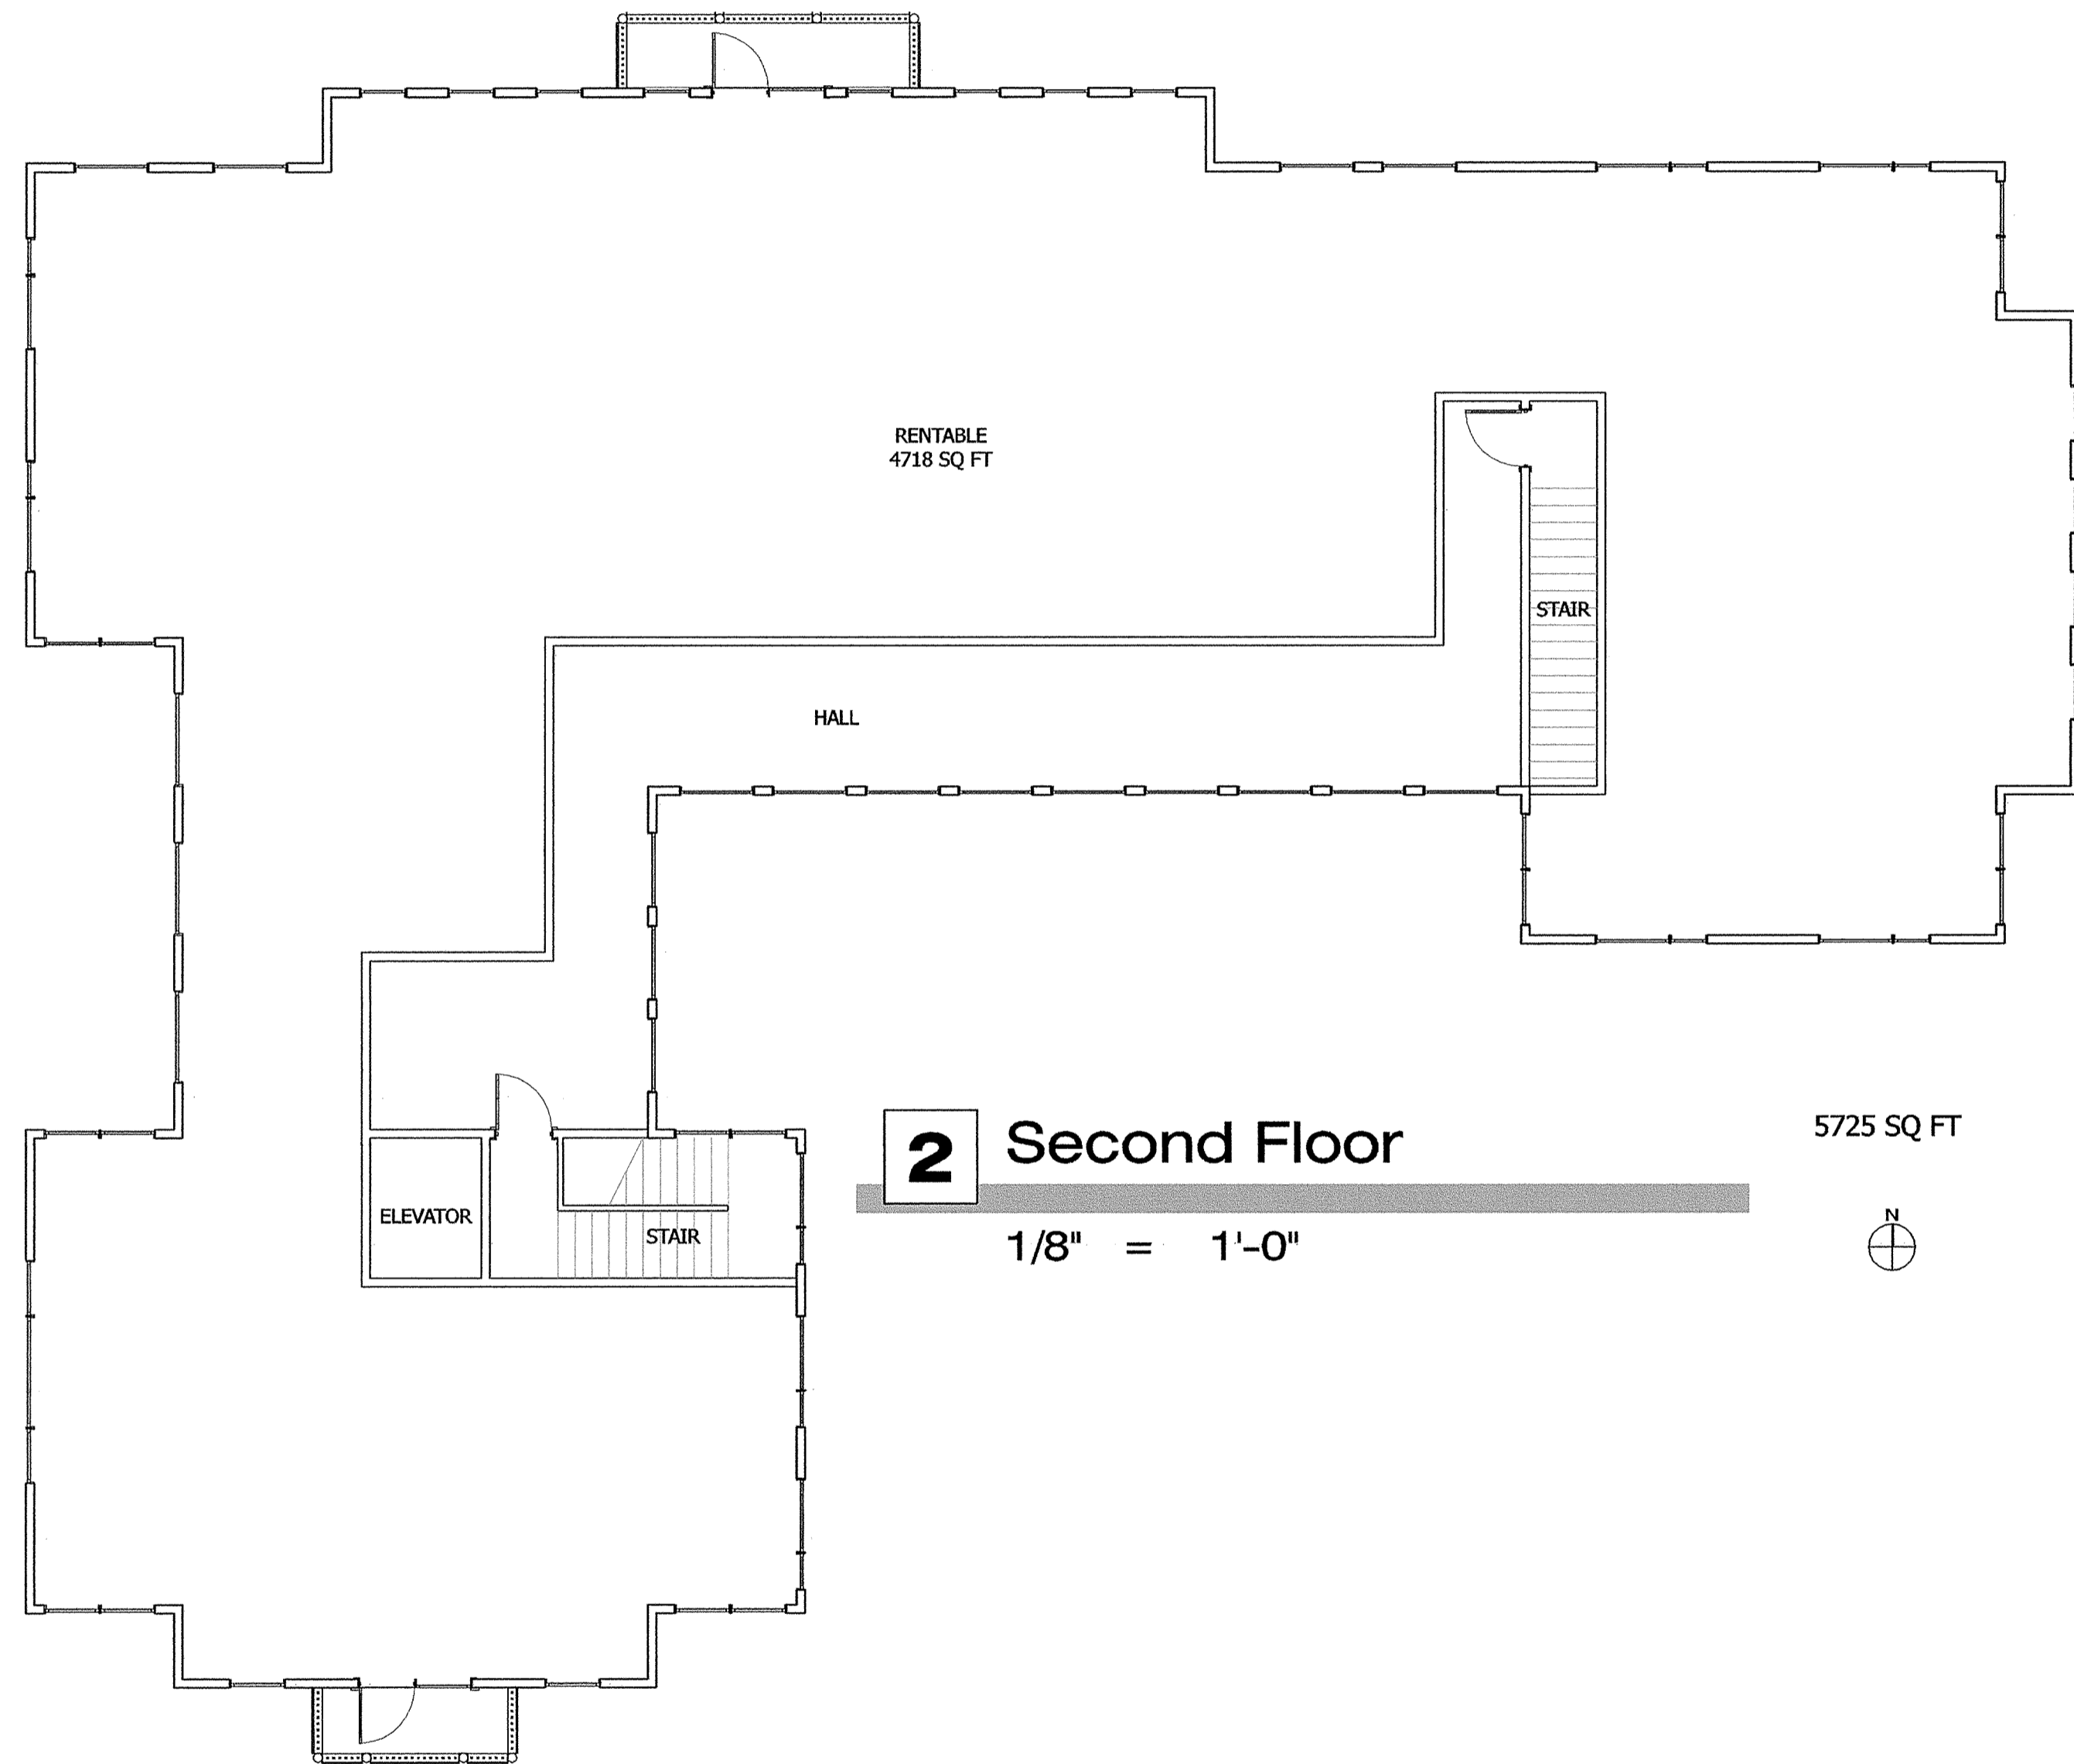 RENTABLE
4718 SQ FT
STAIR
HALL
ELEVATOR
STAIR
2 Second Floor
1/8" = 1'-0"
5725 SQ FT
N